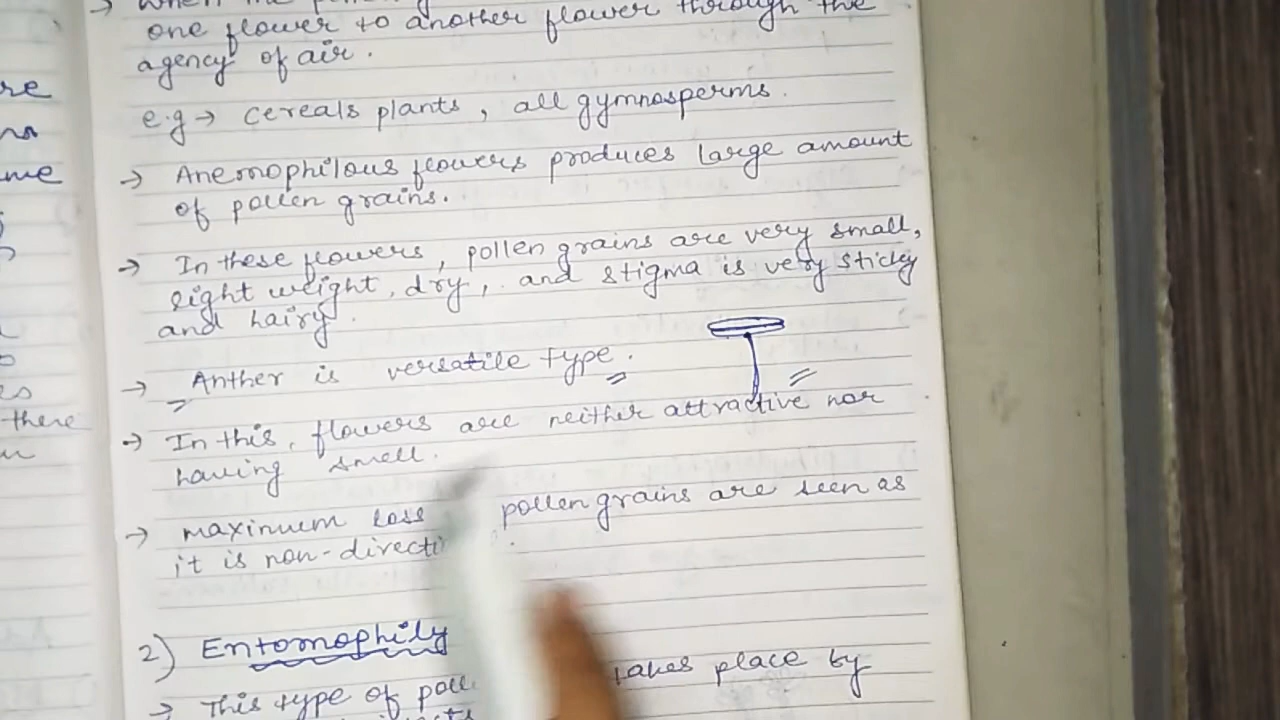 one flower to another flower through the
agency of air.
e.g → cereals plants, all gymnosperms.
→ Anemophilous flowers produces large amount
of pollen grains.
→ In these flowers, pollen grains are very small,
light weight, dry, and stigma is very sticky
and hairy.
→ Anther is versatile type.
→ In this, flowers are neither attractive nor
having smell.
→ maximum loss pollen grains are seen as
it is non-directi
2) Entomophily
→ This type of poll takes place by
re
me
there